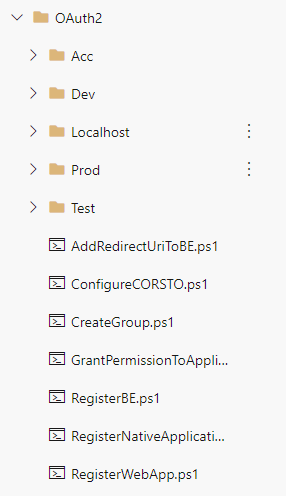 OAuth2
Acc
Dev
Localhost
Prod
Test
AddRedirectUriToBE.ps1
ConfigureCORSTO.ps1
CreateGroup.ps1
GrantPermissionToAppli...
RegisterBE.ps1
RegisterNativeApplicati...
RegisterWebApp.ps1